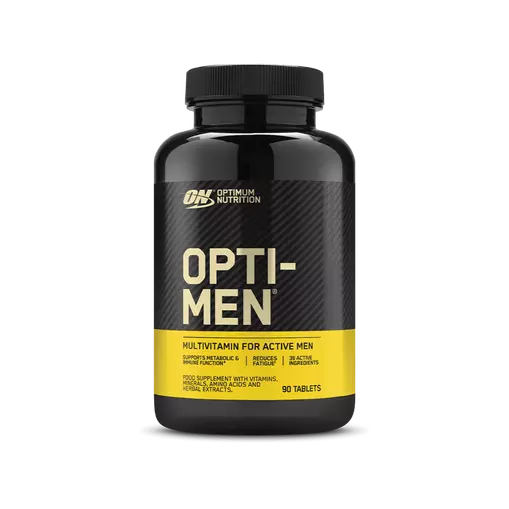 ON OPTIMUM
NUTRITION
OPTI-
MEN®
MULTIVITAMIN FOR ACTIVE MEN
SUPPORTS METABOLIC &
IMMUNE FUNCTION*
REDUCES
FATIGUE*
35 ACTIVE
INGREDIENTS
FOOD SUPPLEMENT WITH VITAMINS,
MINERALS, AMINO ACIDS AND
HERBAL EXTRACTS.
90 TABLETS